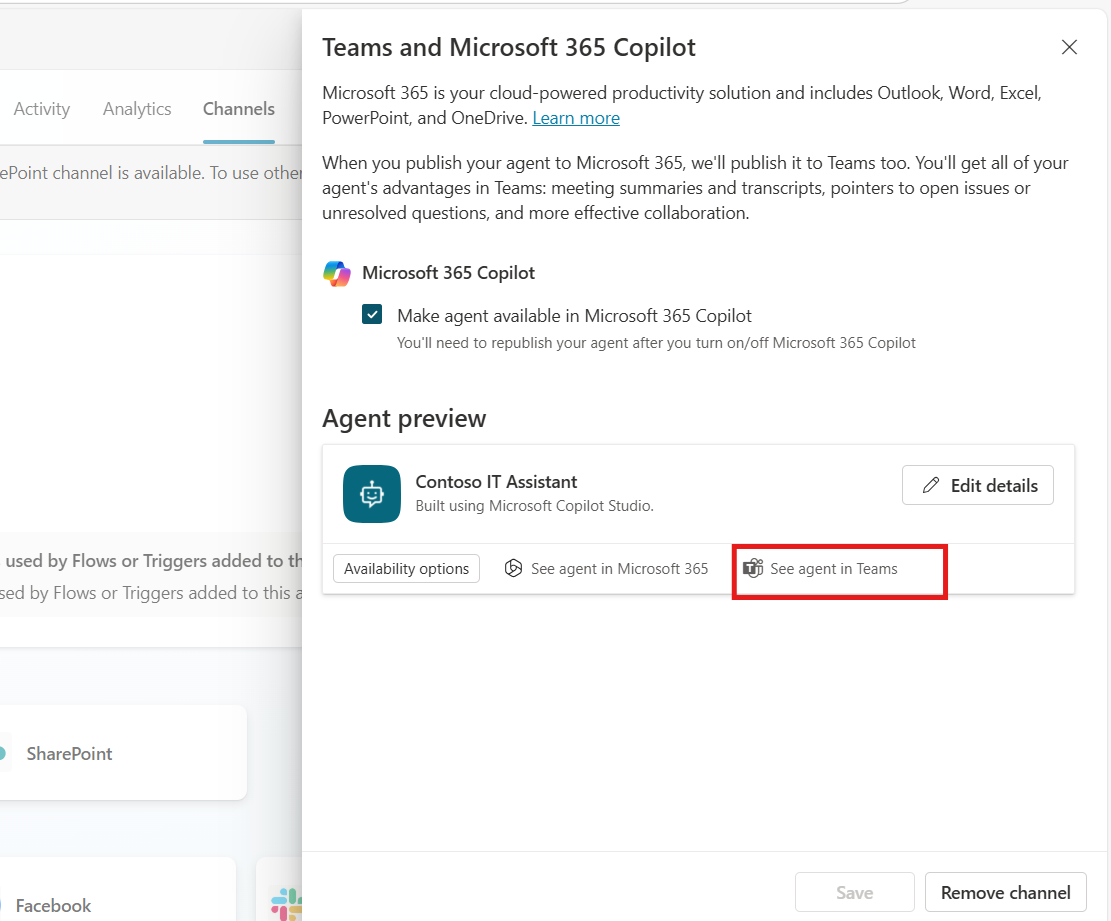 Teams and Microsoft 365 Copilot
Microsoft 365 is your cloud-powered productivity solution and includes Outlook, Word, Excel,
PowerPoint, and OneDrive. Learn more
When you publish your agent to Microsoft 365, we'll publish it to Teams too. You'll get all of your
agent's advantages in Teams: meeting summaries and transcripts, pointers to open issues or
unresolved questions, and more effective collaboration.
Microsoft 365 Copilot
Make agent available in Microsoft 365 Copilot
You'll need to republish your agent after you turn on/off Microsoft 365 Copilot
Agent preview
Contoso IT Assistant
Built using Microsoft Copilot Studio.
Edit details
Availability options
See agent in Microsoft 365
See agent in Teams
Save
Remove channel
Activity
Analytics
Channels
ePoint channel is available. To use other
used by Flows or Triggers added to th
sed by Flows or Triggers added to this a
SharePoint
Facebook